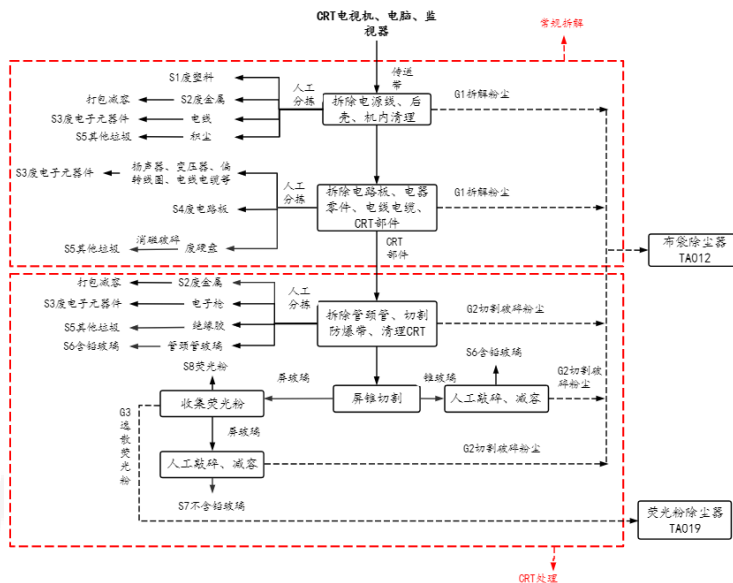 CRT电视机、电脑、监
视器
常规拆解
传送
带
S1废塑料
人工
分拣
打包减容
S2废金属
S3废电子元器件
电线
S5其他垃圾
积尘
拆除电源线、后
壳、机内清理
G1拆解粉尘
S3废电子元器件
扬声器、变压器、偏
转线圈、电线电缆等
人工
分拣
拆除电路板、电器
零件、电线电缆、
CRT部件
G1拆解粉尘
S4废电路板
S5其他垃圾
消磁破碎
废硬盘
CRT
部件
布袋除尘器
TA012
打包减容
S2废金属
人工
分拣
S3废电子元器件
电子枪
S5其他垃圾
绝缘胶
S6含铅玻璃
管颈管玻璃
拆除管颈管、切割
防爆带、清理CRT
G2切割破碎粉尘
S6含铅玻璃
S8荧光粉
屏玻璃
锥玻璃
G2切割破
碎粉尘
收集荧光粉
屏锥切割
人工敲碎、减容
G3
逸散荧光粉
屏玻璃
人工敲碎、减容
G2切割破碎粉尘
S7不含铅玻璃
荧光粉除尘器
TA019
CRT处理